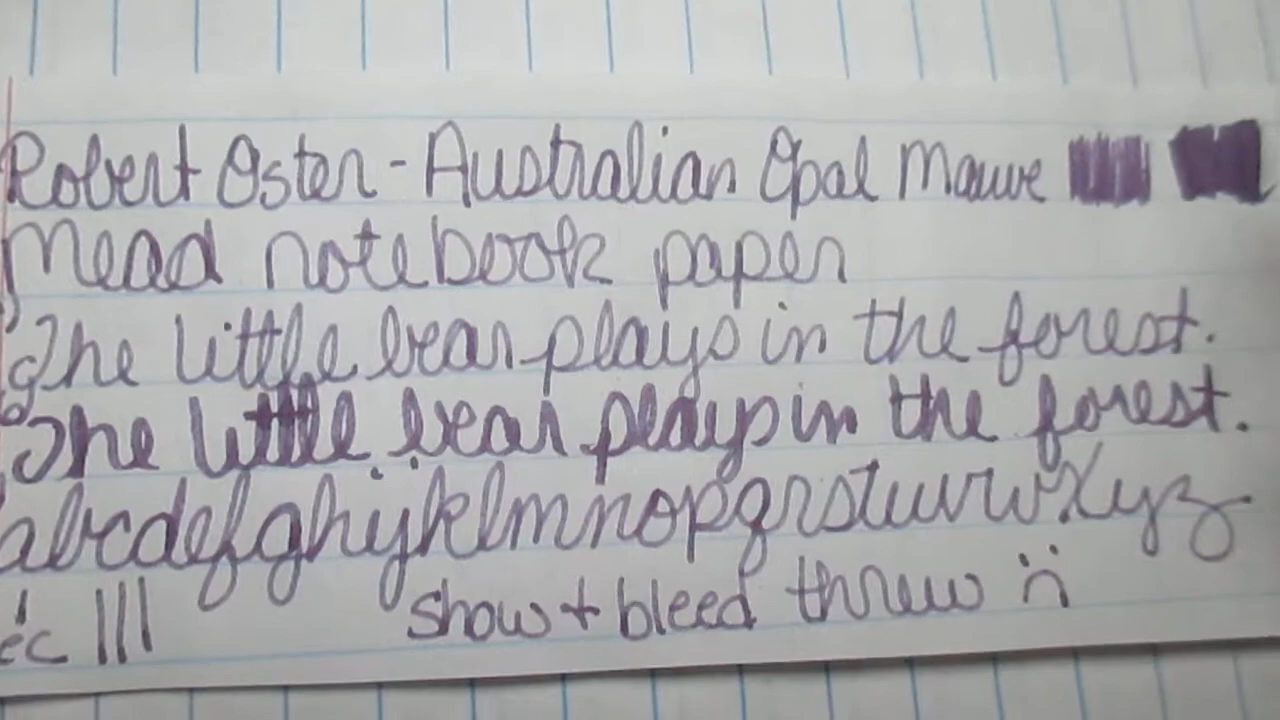 Robert Oster - Australian Opal Mauve
Mead notebook paper
The little bear plays in the forest.
The little bear plays in the forest.
abcdefghijklmnopqrstuvwxyz
show + bleed threw